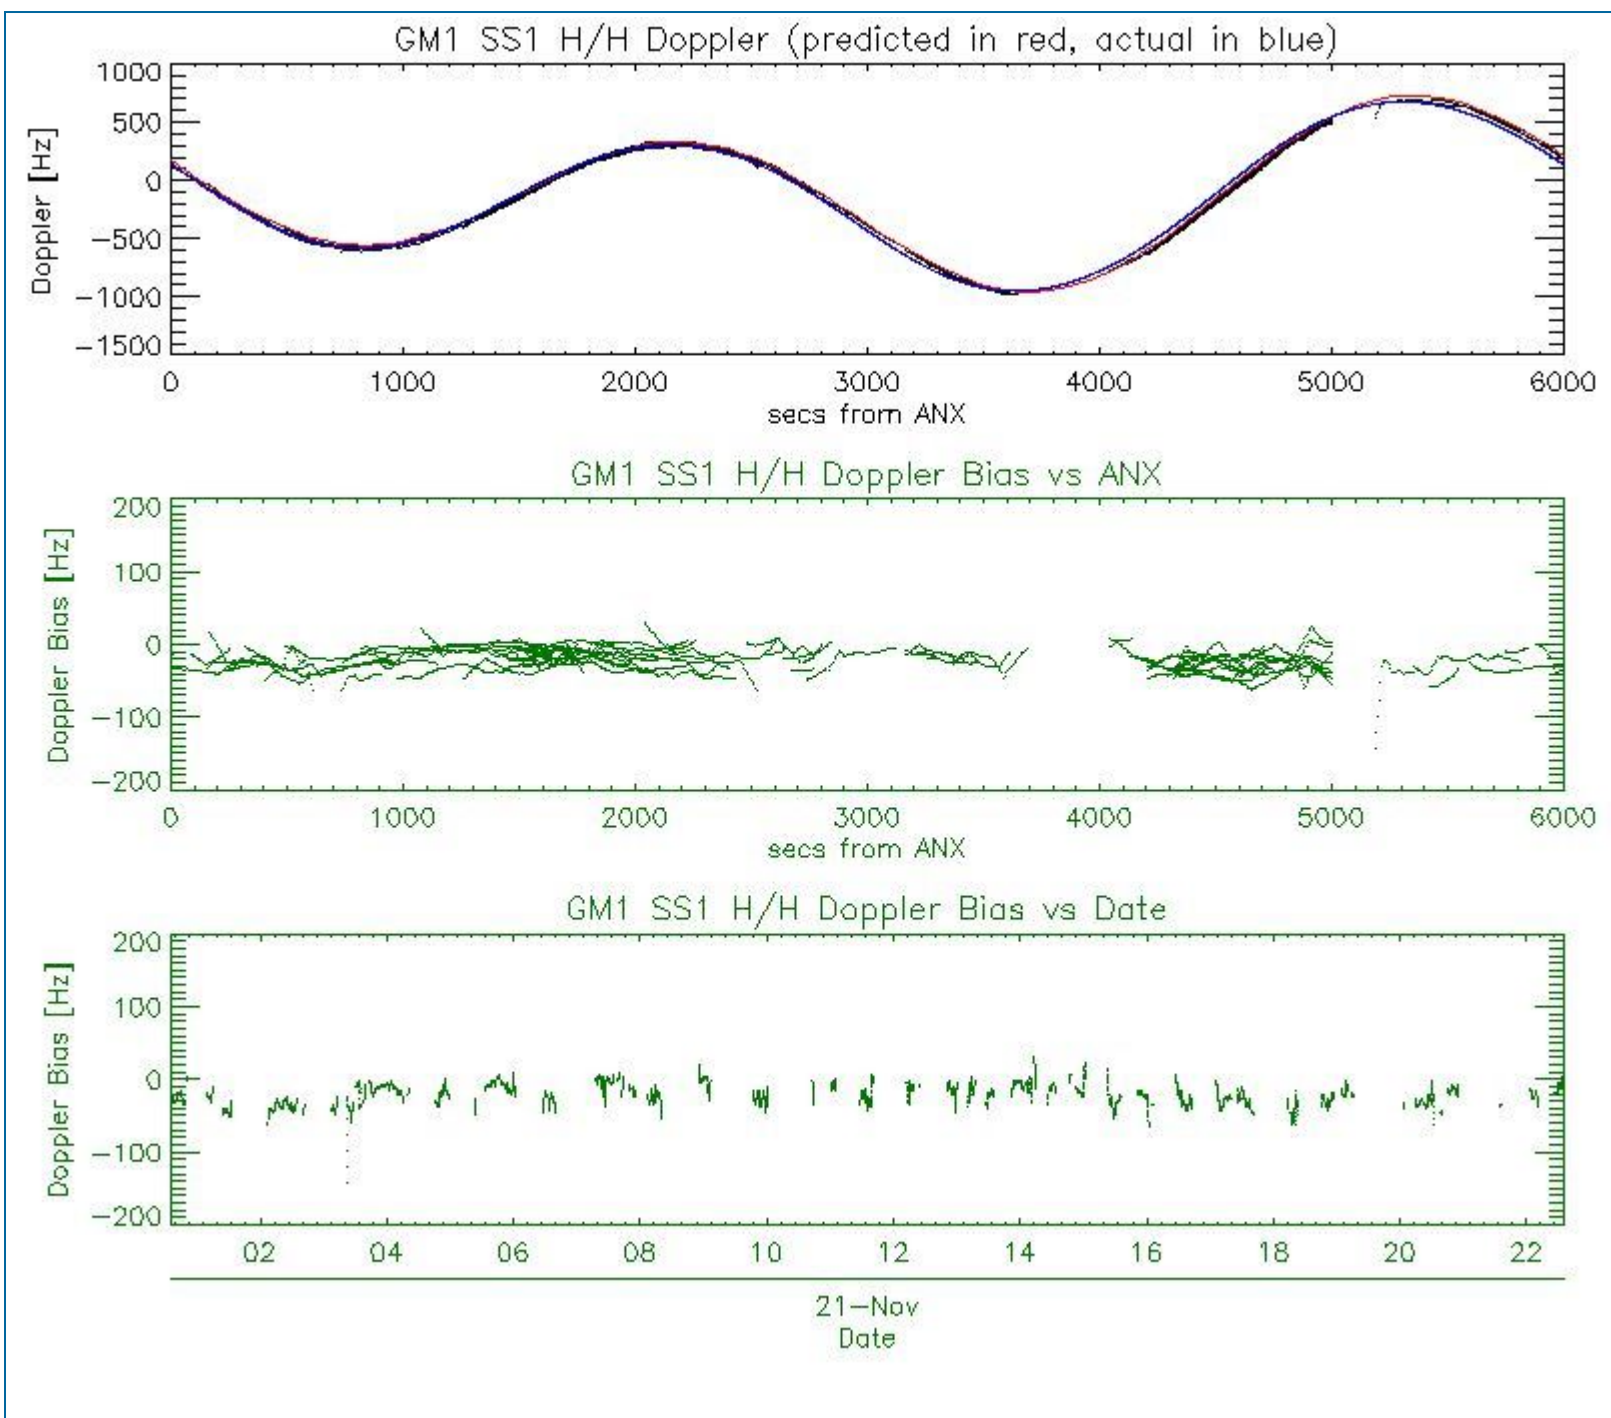 GM1 SS1 H/H Doppler (predicted in red, actual in blue)
Doppler [Hz]
1000
500
0
-500
-1000
-1500
0 1000 2000 3000 4000 5000 6000
secs from ANX
GM1 SS1 H/H Doppler Bias vs ANX
Doppler Bias [Hz]
200
100
0
-100
-200
0 1000 2000 3000 4000 5000 6000
secs from ANX
GM1 SS1 H/H Doppler Bias vs Date
Doppler Bias [Hz]
200
100
0
-100
-200
02 04 06 08 10 12 14 16 18 20 22
21-Nov
Date